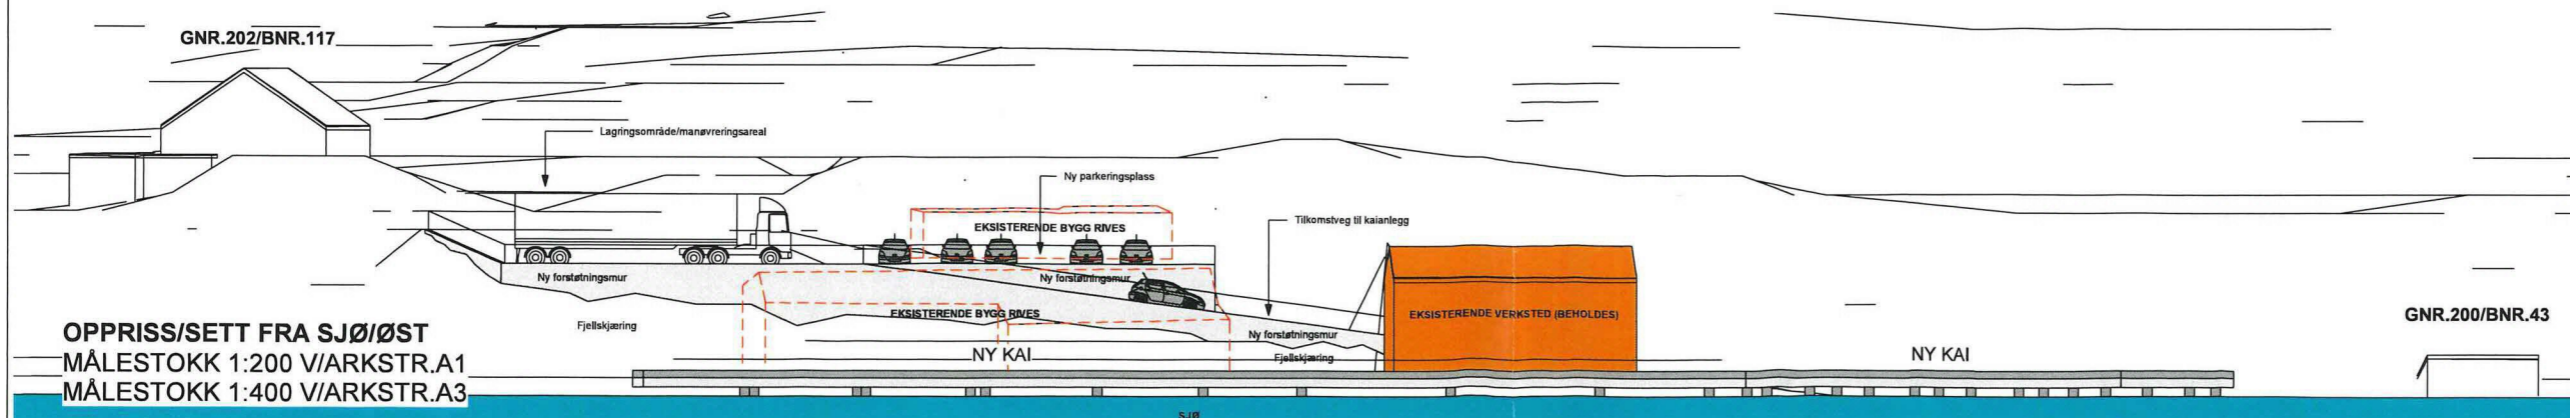 GNR.202/BNR.117
Lagringsområde/manøvreringsareal
Ny parkeringsplass
Tilkomstveg til kaianlegg
EKSISTERENDE BYGG RIVES
Ny forstøtningsmur
Ny forstøtningmur
EKSISTERENDE BYGG RIVES
EKSISTERENDE VERKSTED (BEHOLDES)
GNR.200/BNR.43
Fjellskjæring
Ny forstøtningsmur
Fjellskjæring
NY KAI
NY KAI
OPPRISS/SETT FRA SJØ/ØST
MÅLESTOKK 1:200 V/ARKSTR.A1
MÅLESTOKK 1:400 V/ARKSTR.A3
SJØ